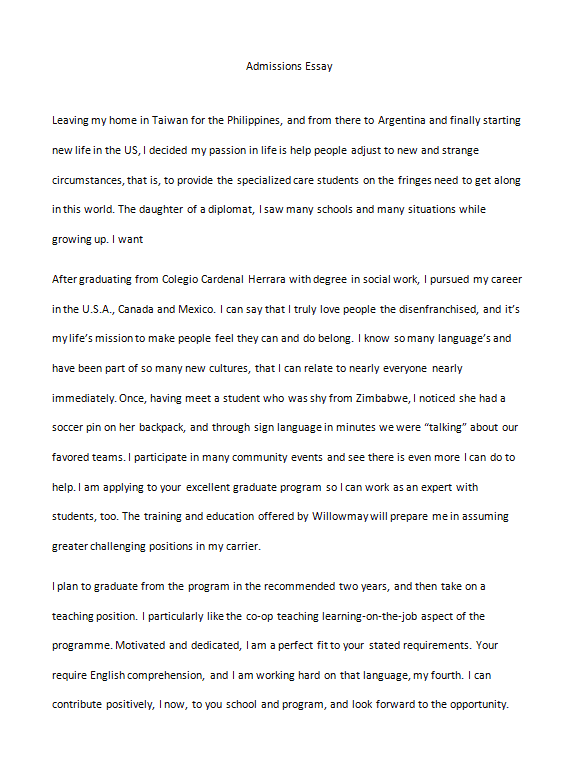 Admissions Essay
Leaving my home in Taiwan for the Philippines, and from there to Argentina and finally starting
new life in the US, I decided my passion in life is help people adjust to new and strange
circumstances, that is, to provide the specialized care students on the fringes need to get along
in this world. The daughter of a diplomat, I saw many schools and many situations while
growing up. I want
After graduating from Colegio Cardenal Herrara with degree in social work, I pursued my career
in the U.S.A., Canada and Mexico. I can say that I truly love people the disenfranchised, and it's
my life's mission to make people feel they can and do belong. I know so many language's and
have been part of so many new cultures, that I can relate to nearly everyone nearly
immediately. Once, having meet a student who was shy from Zimbabwe, I noticed she had a
soccer pin on her backpack, and through sign language in minutes we were “talking” about our
favored teams. I participate in many community events and see there is even more I can do to
help. I am applying to your excellent graduate program so I can work as an expert with
students, too. The training and education offered by Willowmay will prepare me in assuming
greater challenging positions in my carrier.
I plan to graduate from the program in the recommended two years, and then take on a
teaching position. I particularly like the co-op teaching learning-on-the-job aspect of the
programme. Motivated and dedicated, I am a perfect fit to your stated requirements. Your
require English comprehension, and I am working hard on that language, my fourth. I can
contribute positively, I now, to you school and program, and look forward to the opportunity.